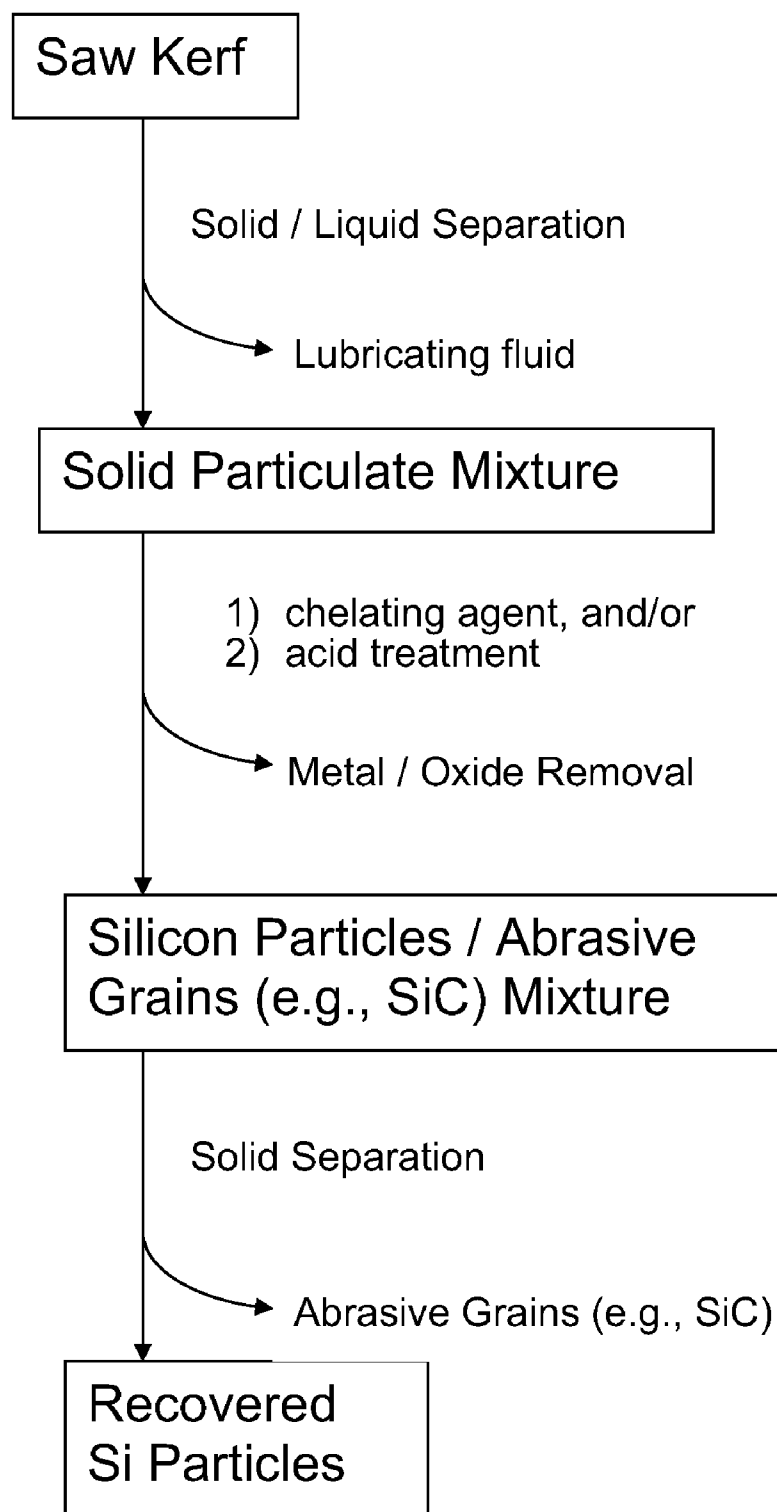 Saw Kerf
Solid / Liquid Separation
Lubricating fluid
Solid Particulate Mixture
1) chelating agent, and/or
2) acid treatment
Metal / Oxide Removal
Silicon Particles / Abrasive
Grains (e.g., SiC) Mixture
Solid Separation
Abrasive Grains (e.g., SiC)
Recovered
Si Particles